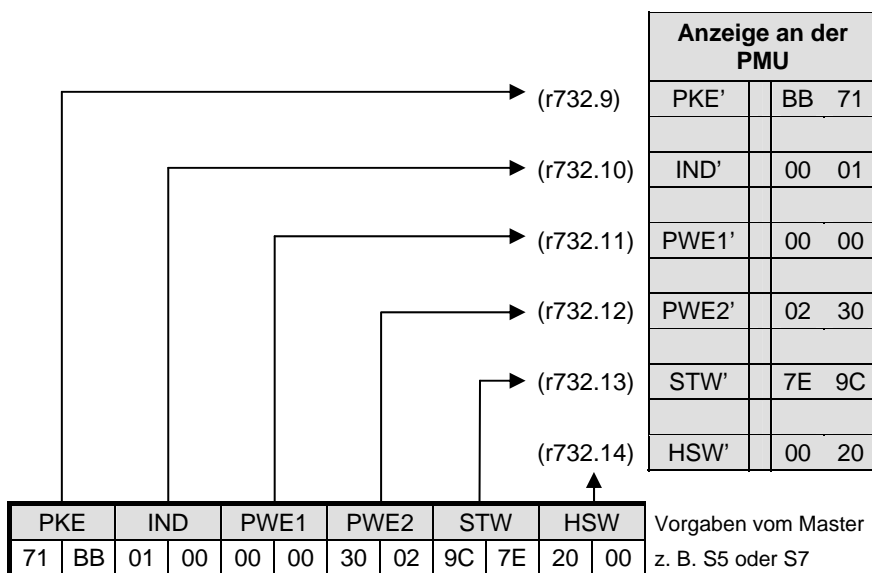 Anzeige an der
PMU
(r732.9) PKE’ BB 71
(r732.10) IND’ 00 01
(r732.11) PWE1’ 00 00
(r732.12) PWE2’ 02 30
(r732.13) STW’ 7E 9C
(r732.14) HSW’ 00 20
PKE IND PWE1 PWE2 STW HSW Vorgaben vom Master
71 BB 01 00 00 00 30 02 9C 7E 20 00 z. B. S5 oder S7